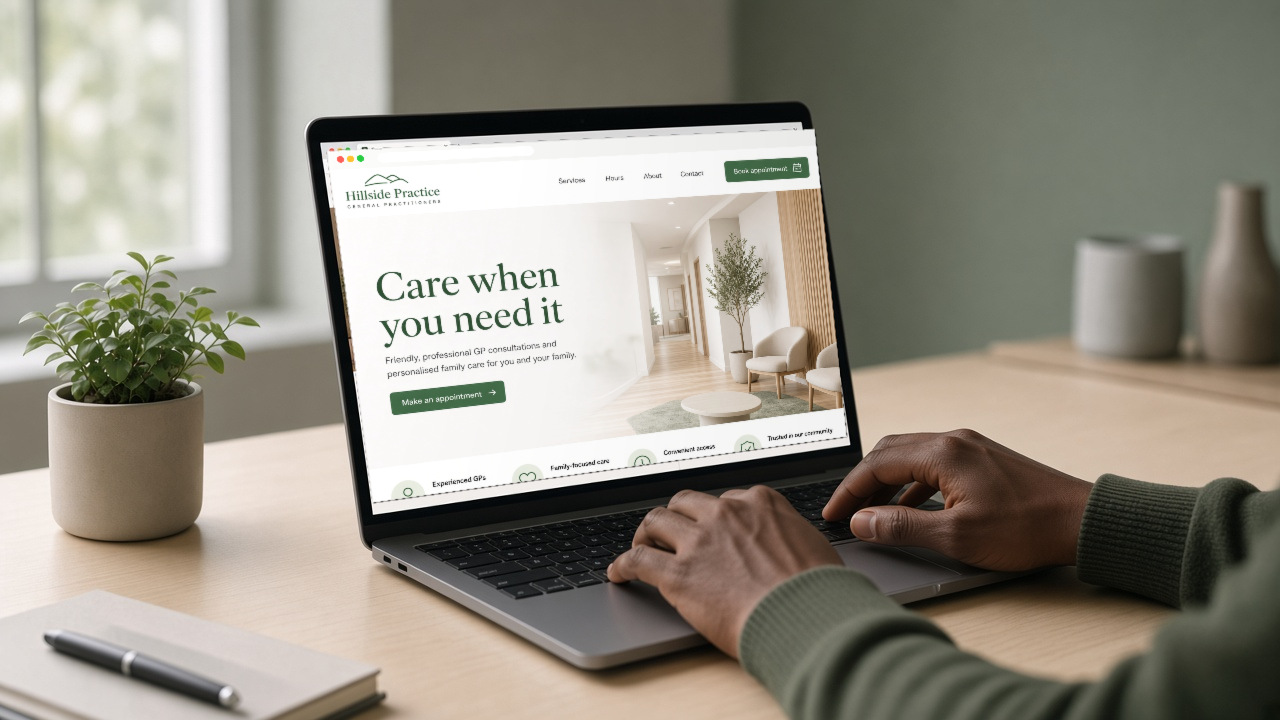 Hillside Practice
GENERAL PRACTITIONERS
Services Hours About Contact Book appointment
Care when
you need it
Friendly, professional GP consultations and
personalised family care for you and your family.
Make an appointment →
Experienced GPs Family-focused care Convenient access Trusted in our community